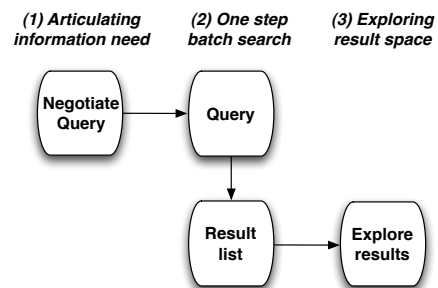 (1) Articulating
information need
(2) One step
batch search
(3) Exploring
result space
Negotiate
Query
Query
Result
list
Explore
results